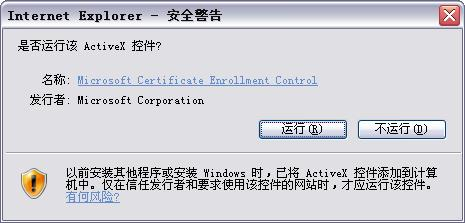 Internet Explorer - 安全警告
是否运行该 ActiveX 控件?
名称: Microsoft Certificate Enrollment Control
发行者: Microsoft Corporation
运行(R) 不运行(D)
以前安装其他程序或安装 Windows 时,已将 ActiveX 控件添加到计算
机中。仅在信任发行者和要求使用该控件的网站时,才应运行该控件。
有何风险?